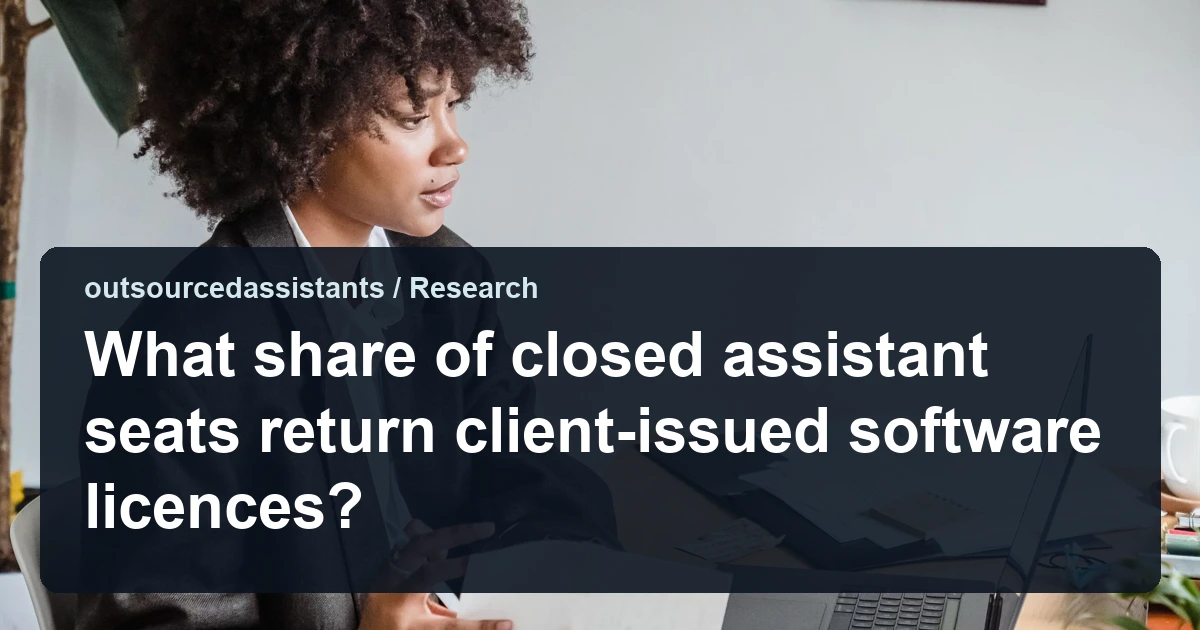 outsourcedassistants / Research
What share of closed assistant
seats return client-issued software
licences?